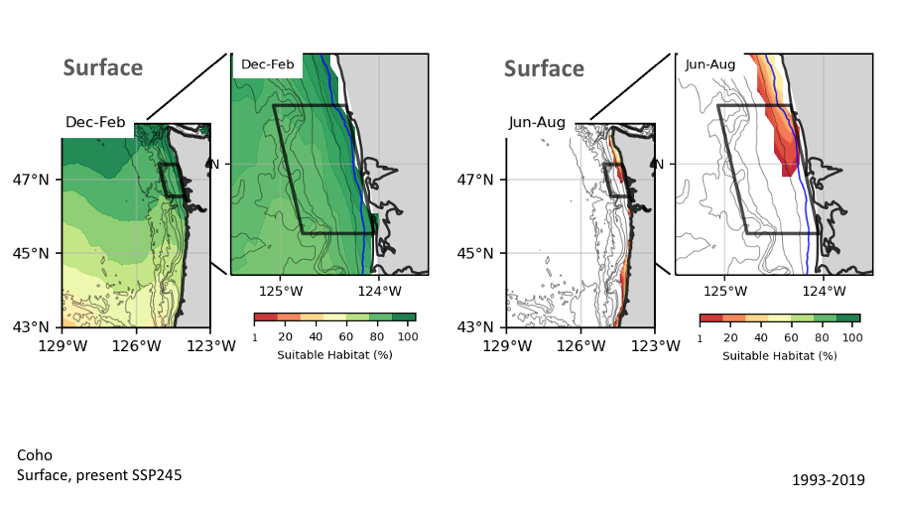 Surface
Dec-Feb
Dec-Feb
47°N
45°N
43°N
129°W 126°W 123°W
N
125°W 124°W
1 20 40 60 80 100
Suitable Habitat (%)
Surface
Jun-Aug
Jun-Aug
47°N
45°N
43°N
129°W 126°W 123°W
N
125°W 124°W
1 20 40 60 80 100
Suitable Habitat (%)
Coho
Surface, present SSP245
1993-2019